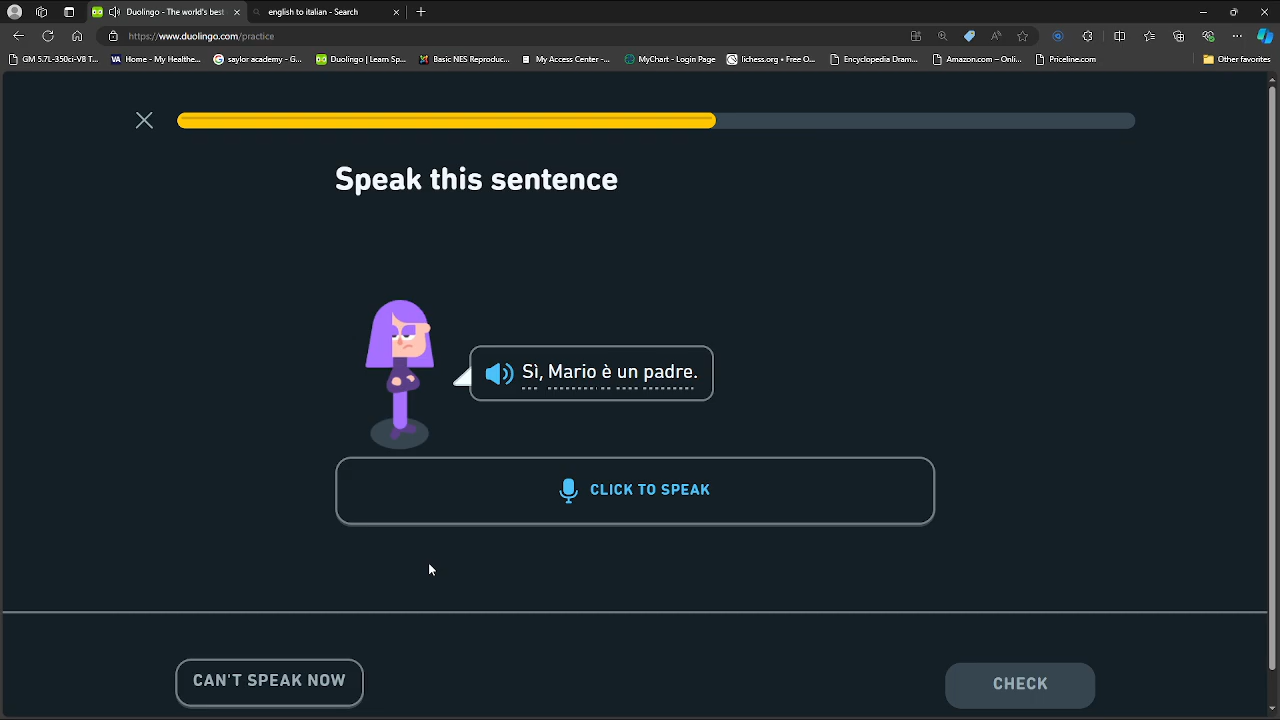 Duolingo - The world's best
english to italian - Search
https://www.duolingo.com/practice
GM 5.7L-350ci-V8 T...
VA Home - My Healthe...
saylor academy - G...
Duolingo | Learn Sp...
Basic NES Reproduc...
My Access Center -...
MyChart - Login Page
lichess.org • Free O...
Encyclopedia Dram...
Amazon.com - Onli...
Priceline.com
Other favorites
Speak this sentence
Sì, Mario è un padre.
CLICK TO SPEAK
CAN'T SPEAK NOW
CHECK